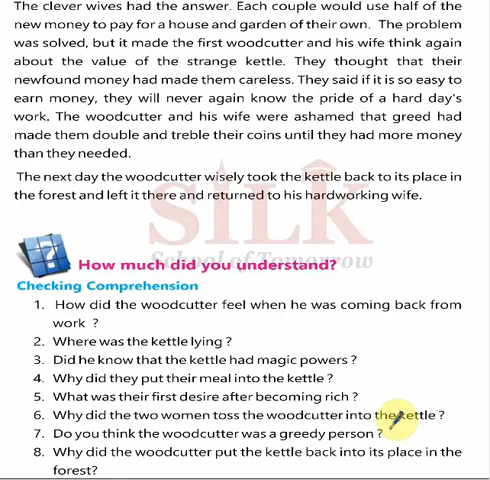 The clever wives had the answer. Each couple would use half of the
new money to pay for a house and garden of their own. The problem
was solved, but it made the first woodcutter and his wife think again
about the value of the strange kettle. They thought that their
newfound money had made them careless. They said if it is so easy to
earn money, they will never again know the pride of a hard day's
work. The woodcutter and his wife were ashamed that greed had
made them double and treble their coins until they had more money
than they needed.
The next day the woodcutter wisely took the kettle back to its place in
the forest and left it there and returned to his hardworking wife.
SILK
School of Tomorrow
?
How much did you understand?
Checking Comprehension
1. How did the woodcutter feel when he was coming back from
work ?
2. Where was the kettle lying ?
3. Did he know that the kettle had magic powers ?
4. Why did they put their meal into the kettle ?
5. What was their first desire after becoming rich ?
6. Why did the two women toss the woodcutter into the kettle ?
7. Do you think the woodcutter was a greedy person ?
8. Why did the woodcutter put the kettle back into its place in the
forest?